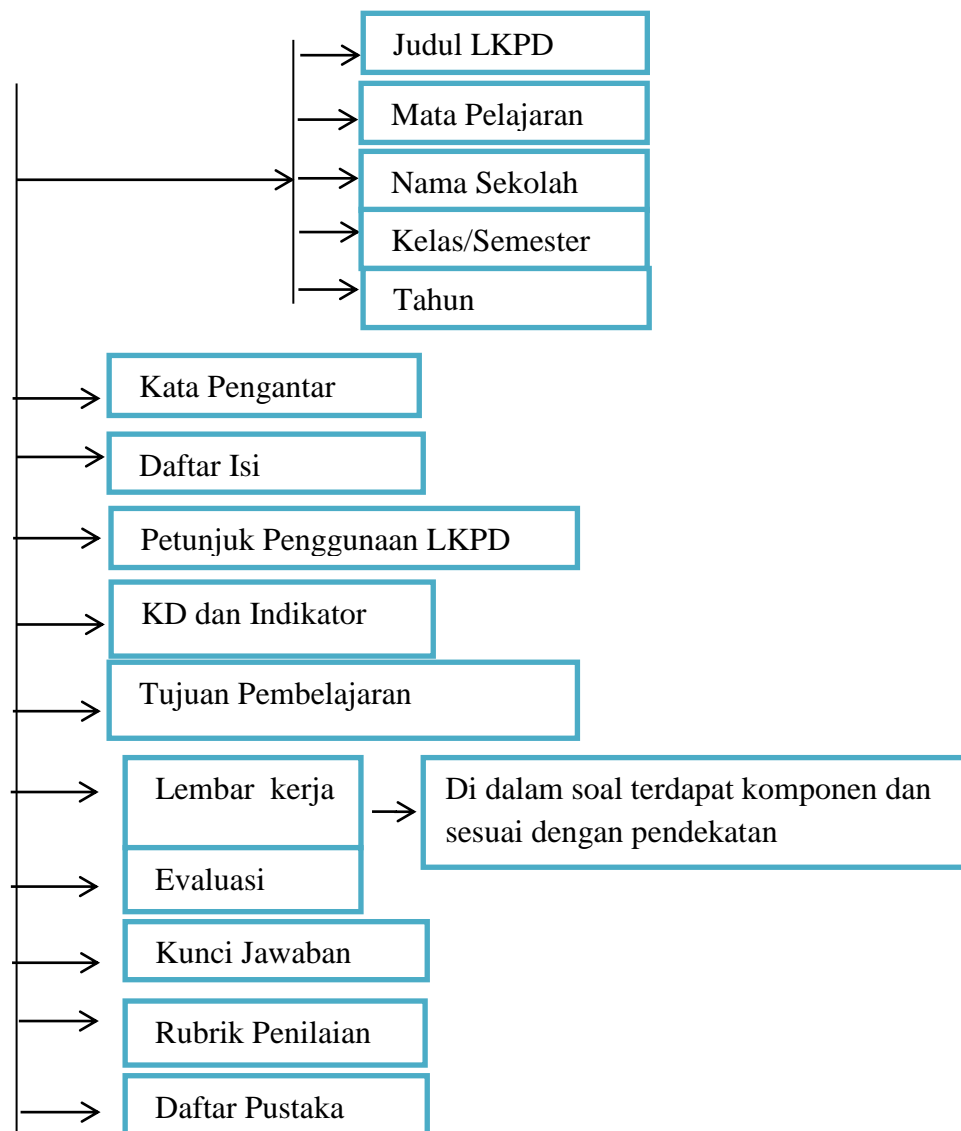 Judul LKPD
Mata Pelajaran
Nama Sekolah
Kelas/Semester
Tahun
Kata Pengantar
Daftar Isi
Petunjuk Penggunaan LKPD
KD dan Indikator
Tujuan Pembelajaran
Lembar kerja
Di dalam soal terdapat komponen dan
sesuai dengan pendekatan
Evaluasi
Kunci Jawaban
Rubrik Penilaian
Daftar Pustaka